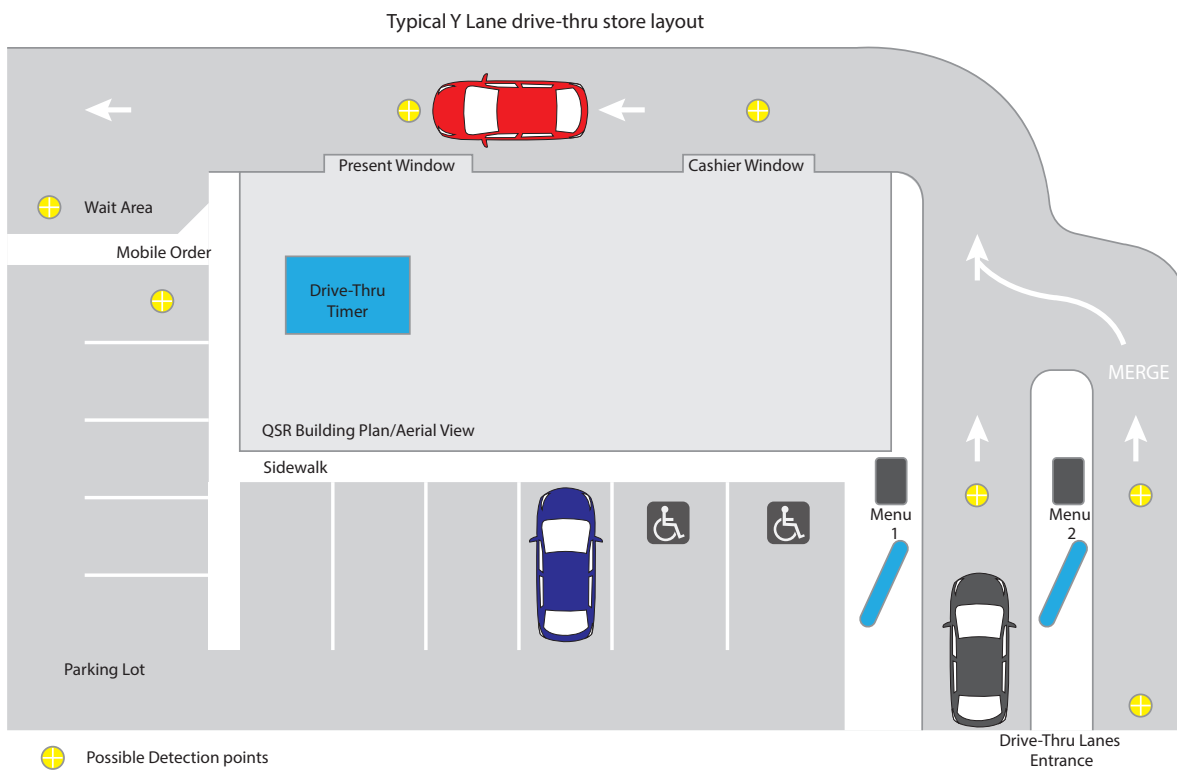 Typical Y Lane drive-thru store layout
Present Window
Cashier Window
Wait Area
Mobile Order
Drive-Thru
Timer
MERGE
QSR Building Plan/Aerial View
Sidewalk
Menu
1
Menu
2
Parking Lot
Drive-Thru Lanes
Entrance
Possible Detection points